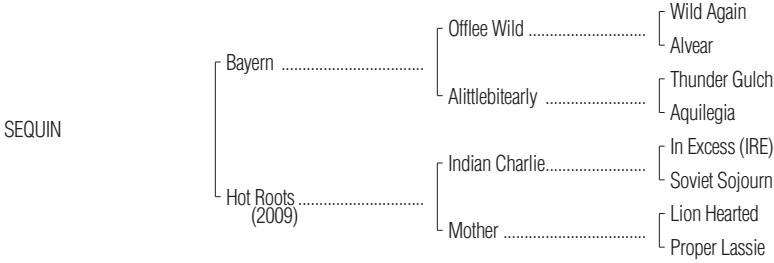 Wild Again
Offlee Wild ..............................
Alvear
Bayern ....................................
Thunder Gulch
Alittlebitearly ..........................
Aquilegia
SEQUIN
In Excess (IRE)
Indian Charlie..........................
Soviet Sojourn
Hot Roots................................
(2009)
Lion Hearted
Mother ....................................
Proper Lassie